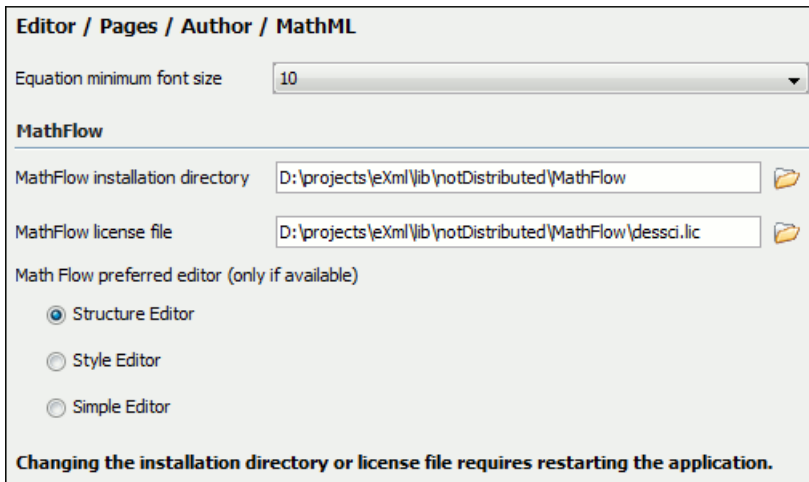 Editor / Pages / Author / MathML
Equation minimum font size 10
MathFlow
MathFlow installation directory D:\projects\eXml\lib\notDistributed\MathFlow
MathFlow license file D:\projects\eXml\lib\notDistributed\MathFlow\dessci.lic
Math Flow preferred editor (only if available)
Structure Editor
Style Editor
Simple Editor
Changing the installation directory or license file requires restarting the application.